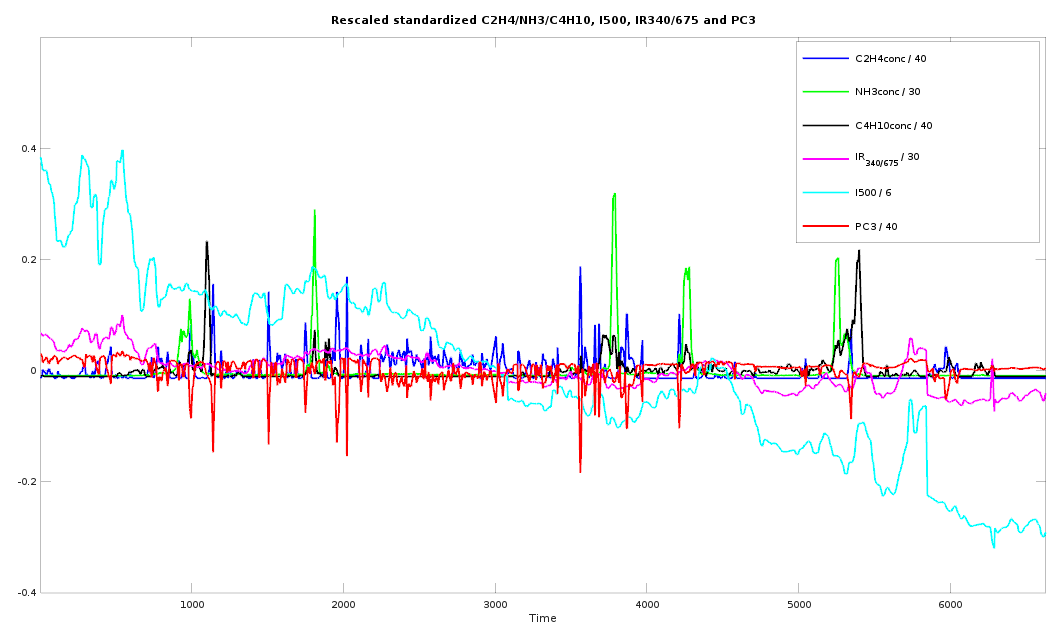 Rescaled standardized C2H4/NH3/C4H10, I500, IR340/675 and PC3
C2H4conc / 40
NH3conc / 30
C4H10conc / 40
IR340/675 / 30
I500 / 6
PC3 / 40
0.4
0.2
0
-0.2
-0.4
1000 2000 3000 4000 5000 6000
Time